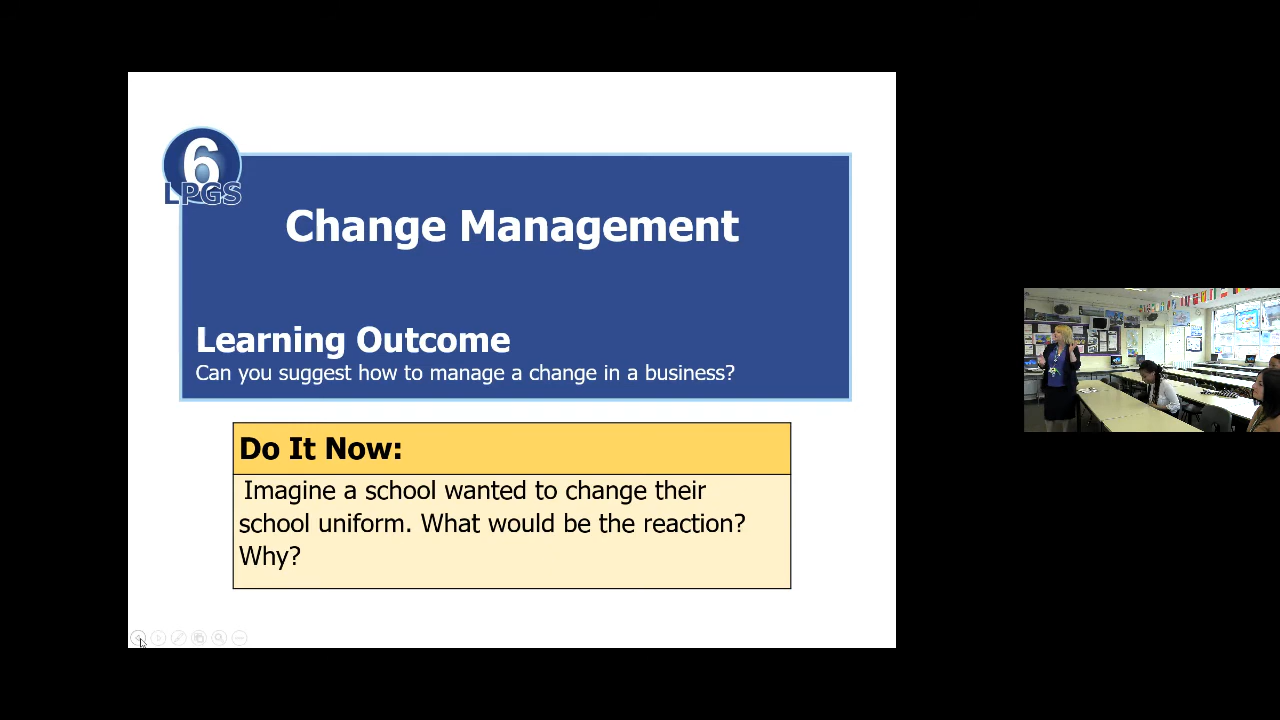 6
LPGS
Change Management
Learning Outcome
Can you suggest how to manage a change in a business?
Do It Now:
Imagine a school wanted to change their
school uniform. What would be the reaction?
Why?